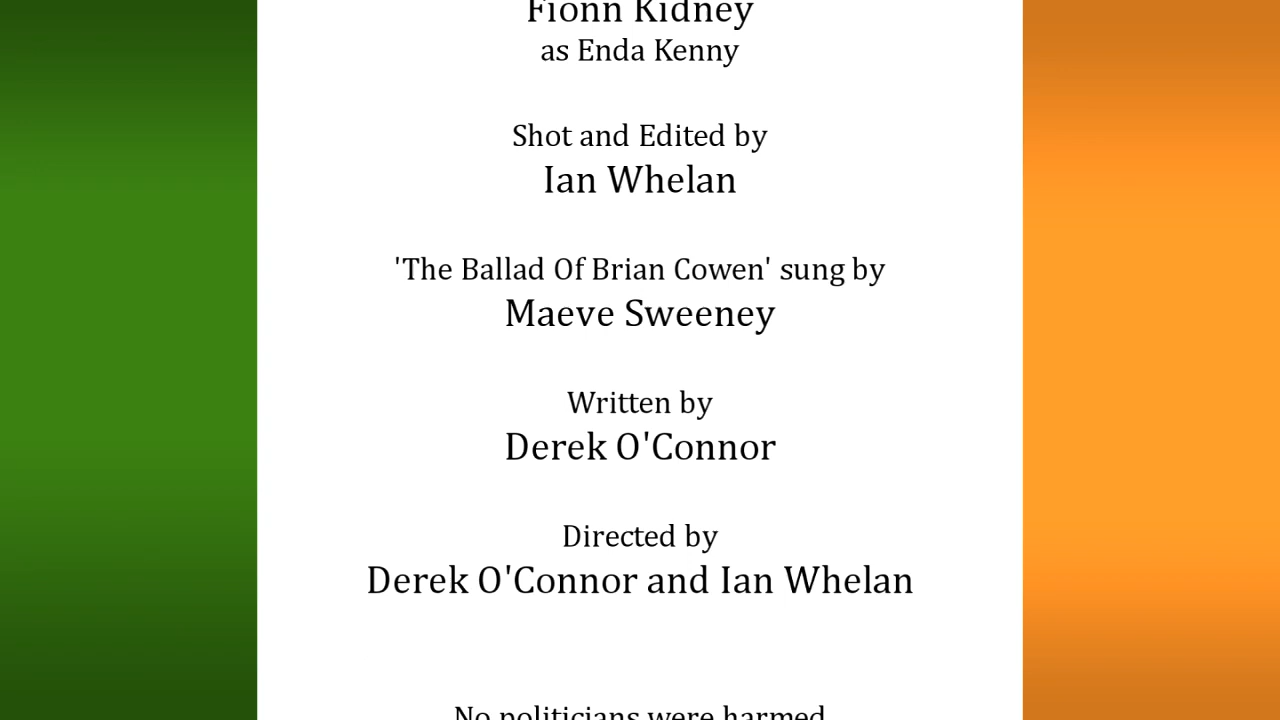 Fionn Kidney
as Enda Kenny
Shot and Edited by
Ian Whelan
'The Ballad Of Brian Cowen' sung by
Maeve Sweeney
Written by
Derek O'Connor
Directed by
Derek O'Connor and Ian Whelan
No politicians were harmed